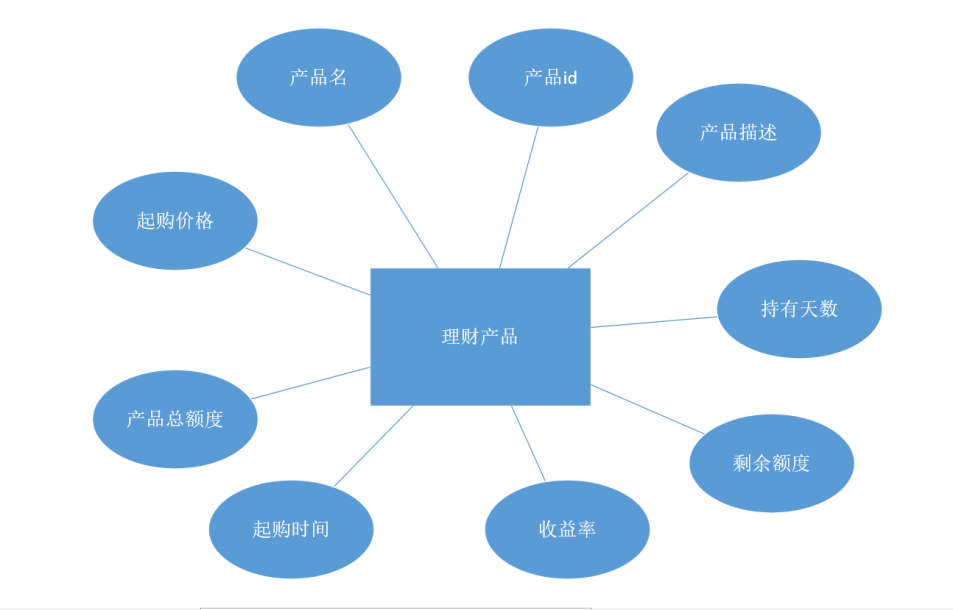 产品名
产品id
产品描述
起购价格
持有天数
理财产品
产品总额度
剩余额度
起购时间
收益率